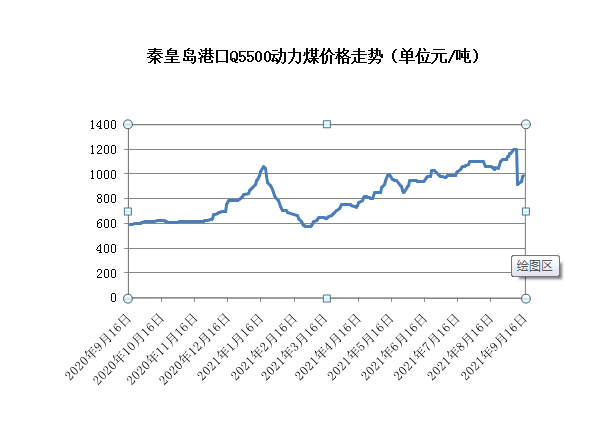 秦皇岛港口Q5500动力煤价格走势（单位元/吨）
1400
1200
1000
800
600
400
200
0
绘图区
2020年9月16日
2020年10月16日
2020年11月16日
2020年12月16日
2021年1月16日
2021年2月16日
2021年3月16日
2021年4月16日
2021年5月16日
2021年6月16日
2021年7月16日
2021年8月16日
2021年9月16日